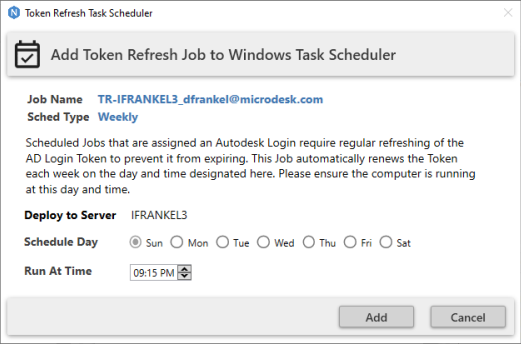 Token Refresh Task Scheduler
Add Token Refresh Job to Windows Task Scheduler
Job Name TR-IFRANKEL3_dfrankel@microdesk.com
Sched Type Weekly
Scheduled Jobs that are assigned an Autodesk Login require regular refreshing of the
AD Login Token to prevent it from expiring. This Job automatically renews the Token
each week on the day and time designated here. Please ensure the computer is running
at this day and time.
Deploy to Server IFRANKEL3
Schedule Day Sun Mon Tue Wed Thu Fri Sat
Run At Time 09:15 PM
Add Cancel